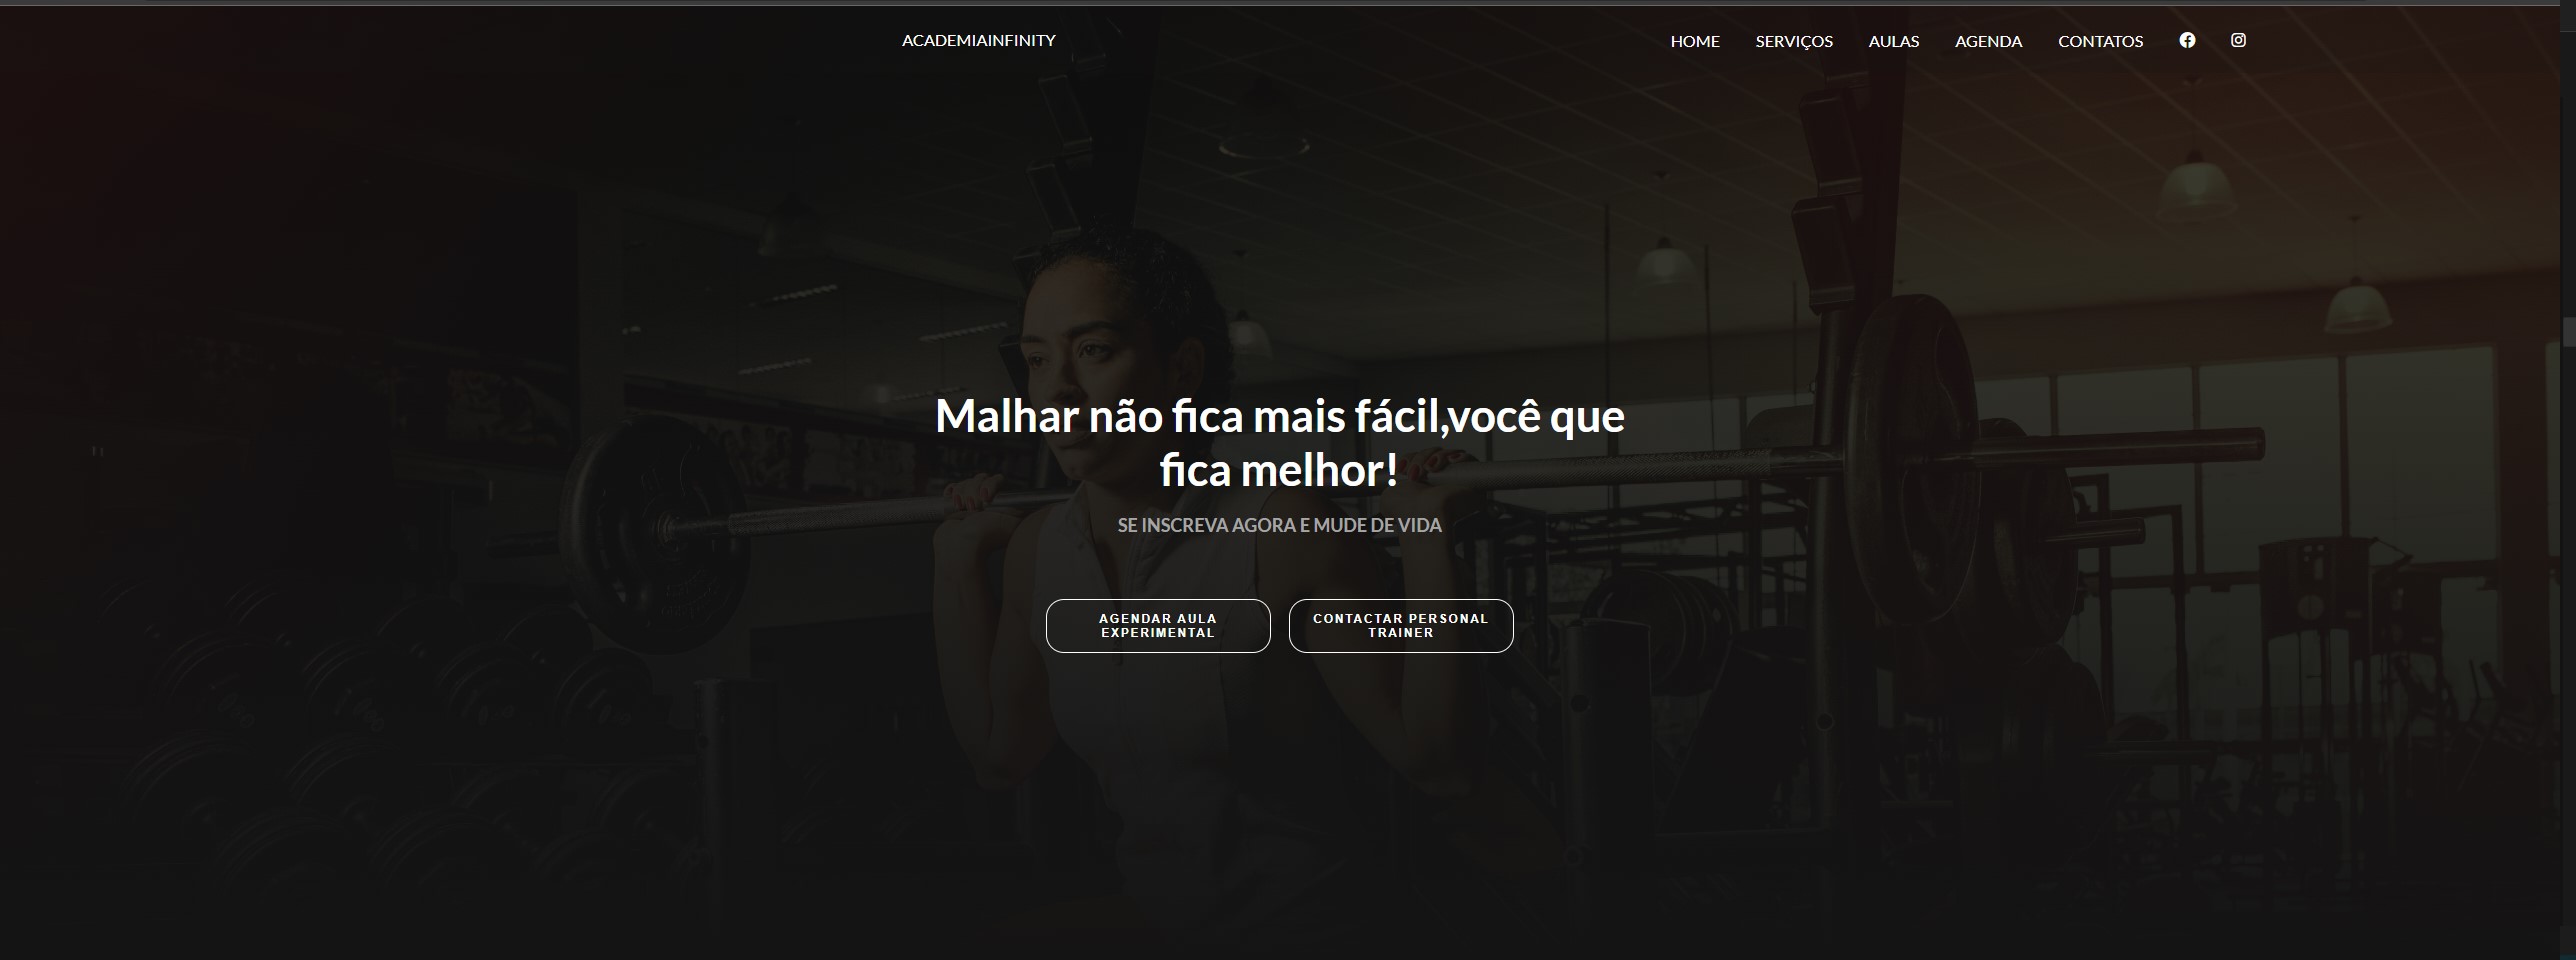 ACADEMIAINFINITY
HOME SERVIÇOS AULAS AGENDA CONTATOS
Malhar não fica mais fácil,você que
fica melhor!
SE INSCREVA AGORA E MUDE DE VIDA
AGENDAR AULA
EXPERIMENTAL
CONTACTAR PERSONAL
TRAINER